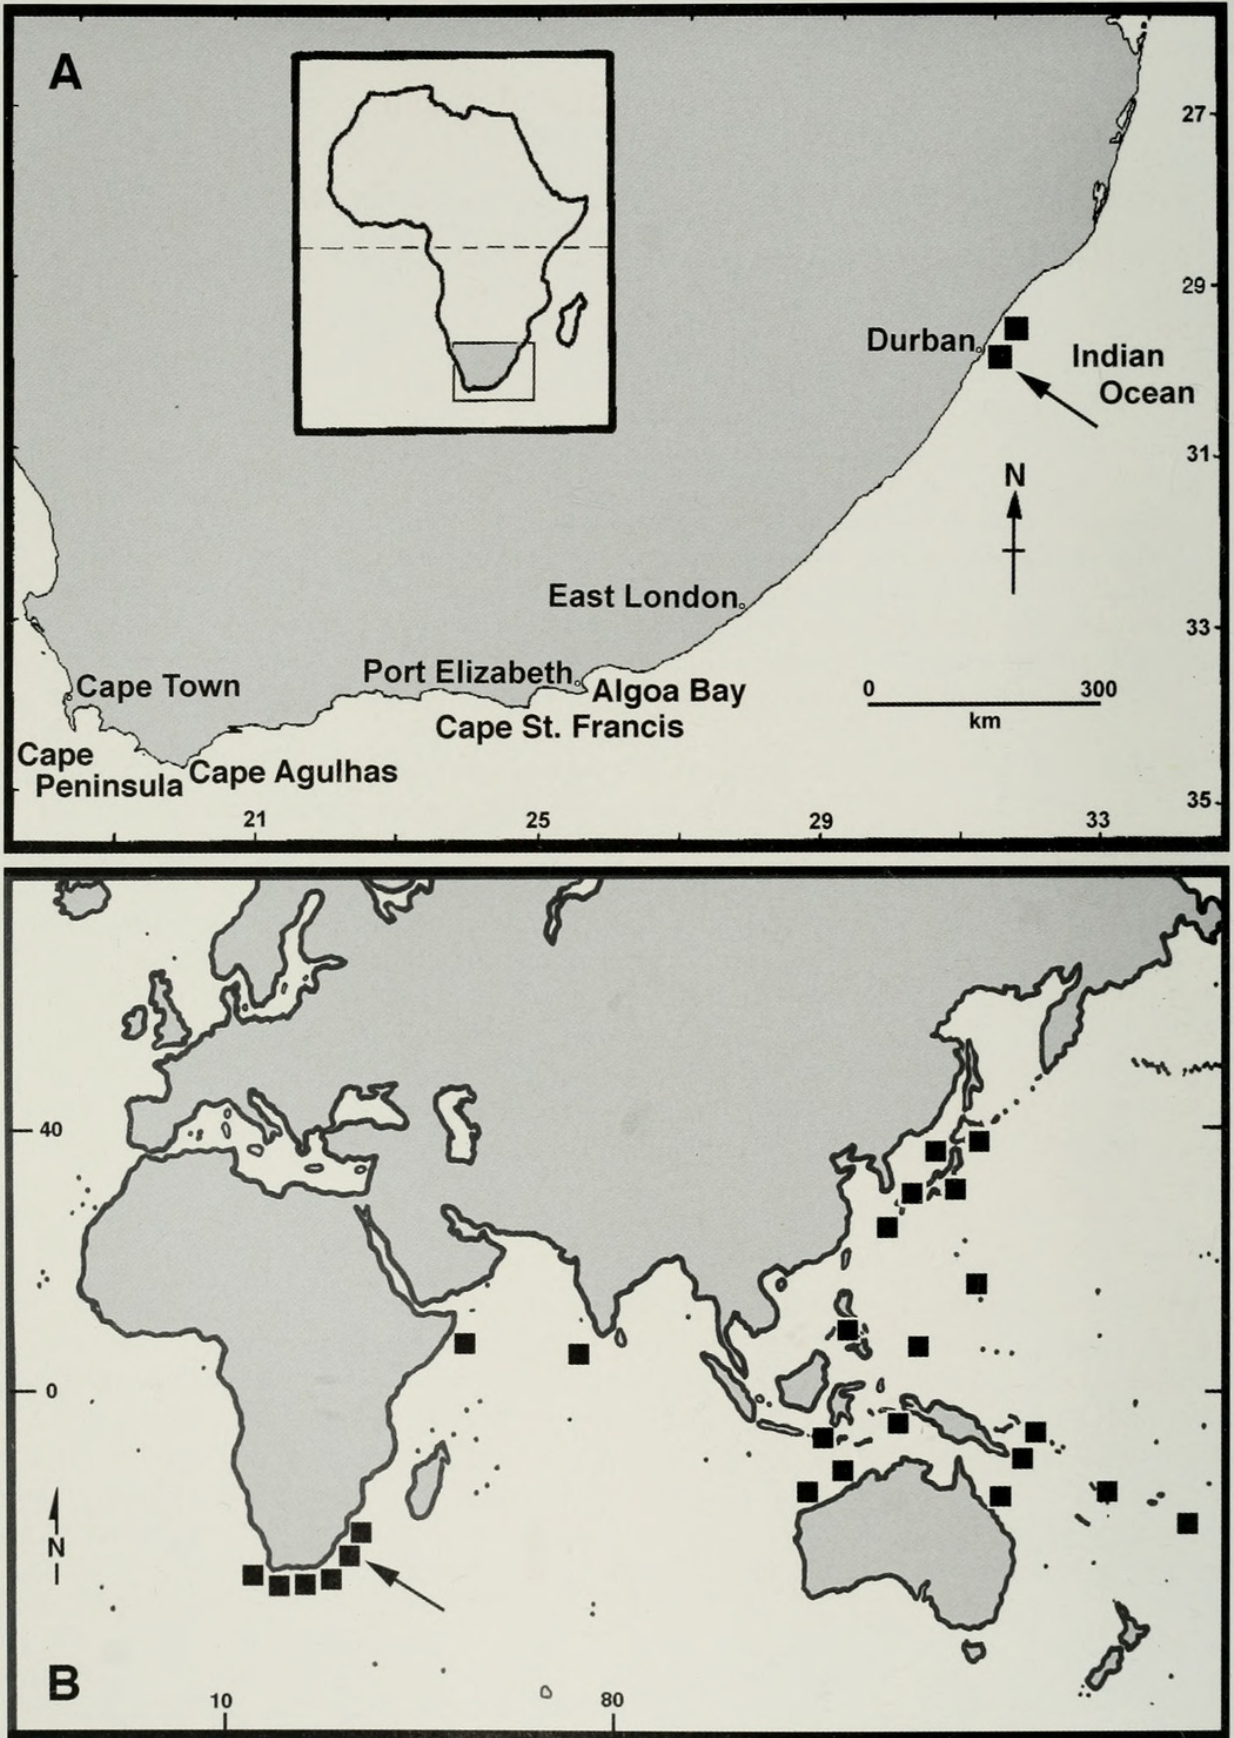 A
27
29
Durban
Indian
Ocean
31
N
East London
33
Port Elizabeth
Cape Town
Algoa Bay
0 300
km
Cape St. Francis
Cape
Peninsula
Cape Agulhas
35
21 25 29 33
40
0
N
B
10 80